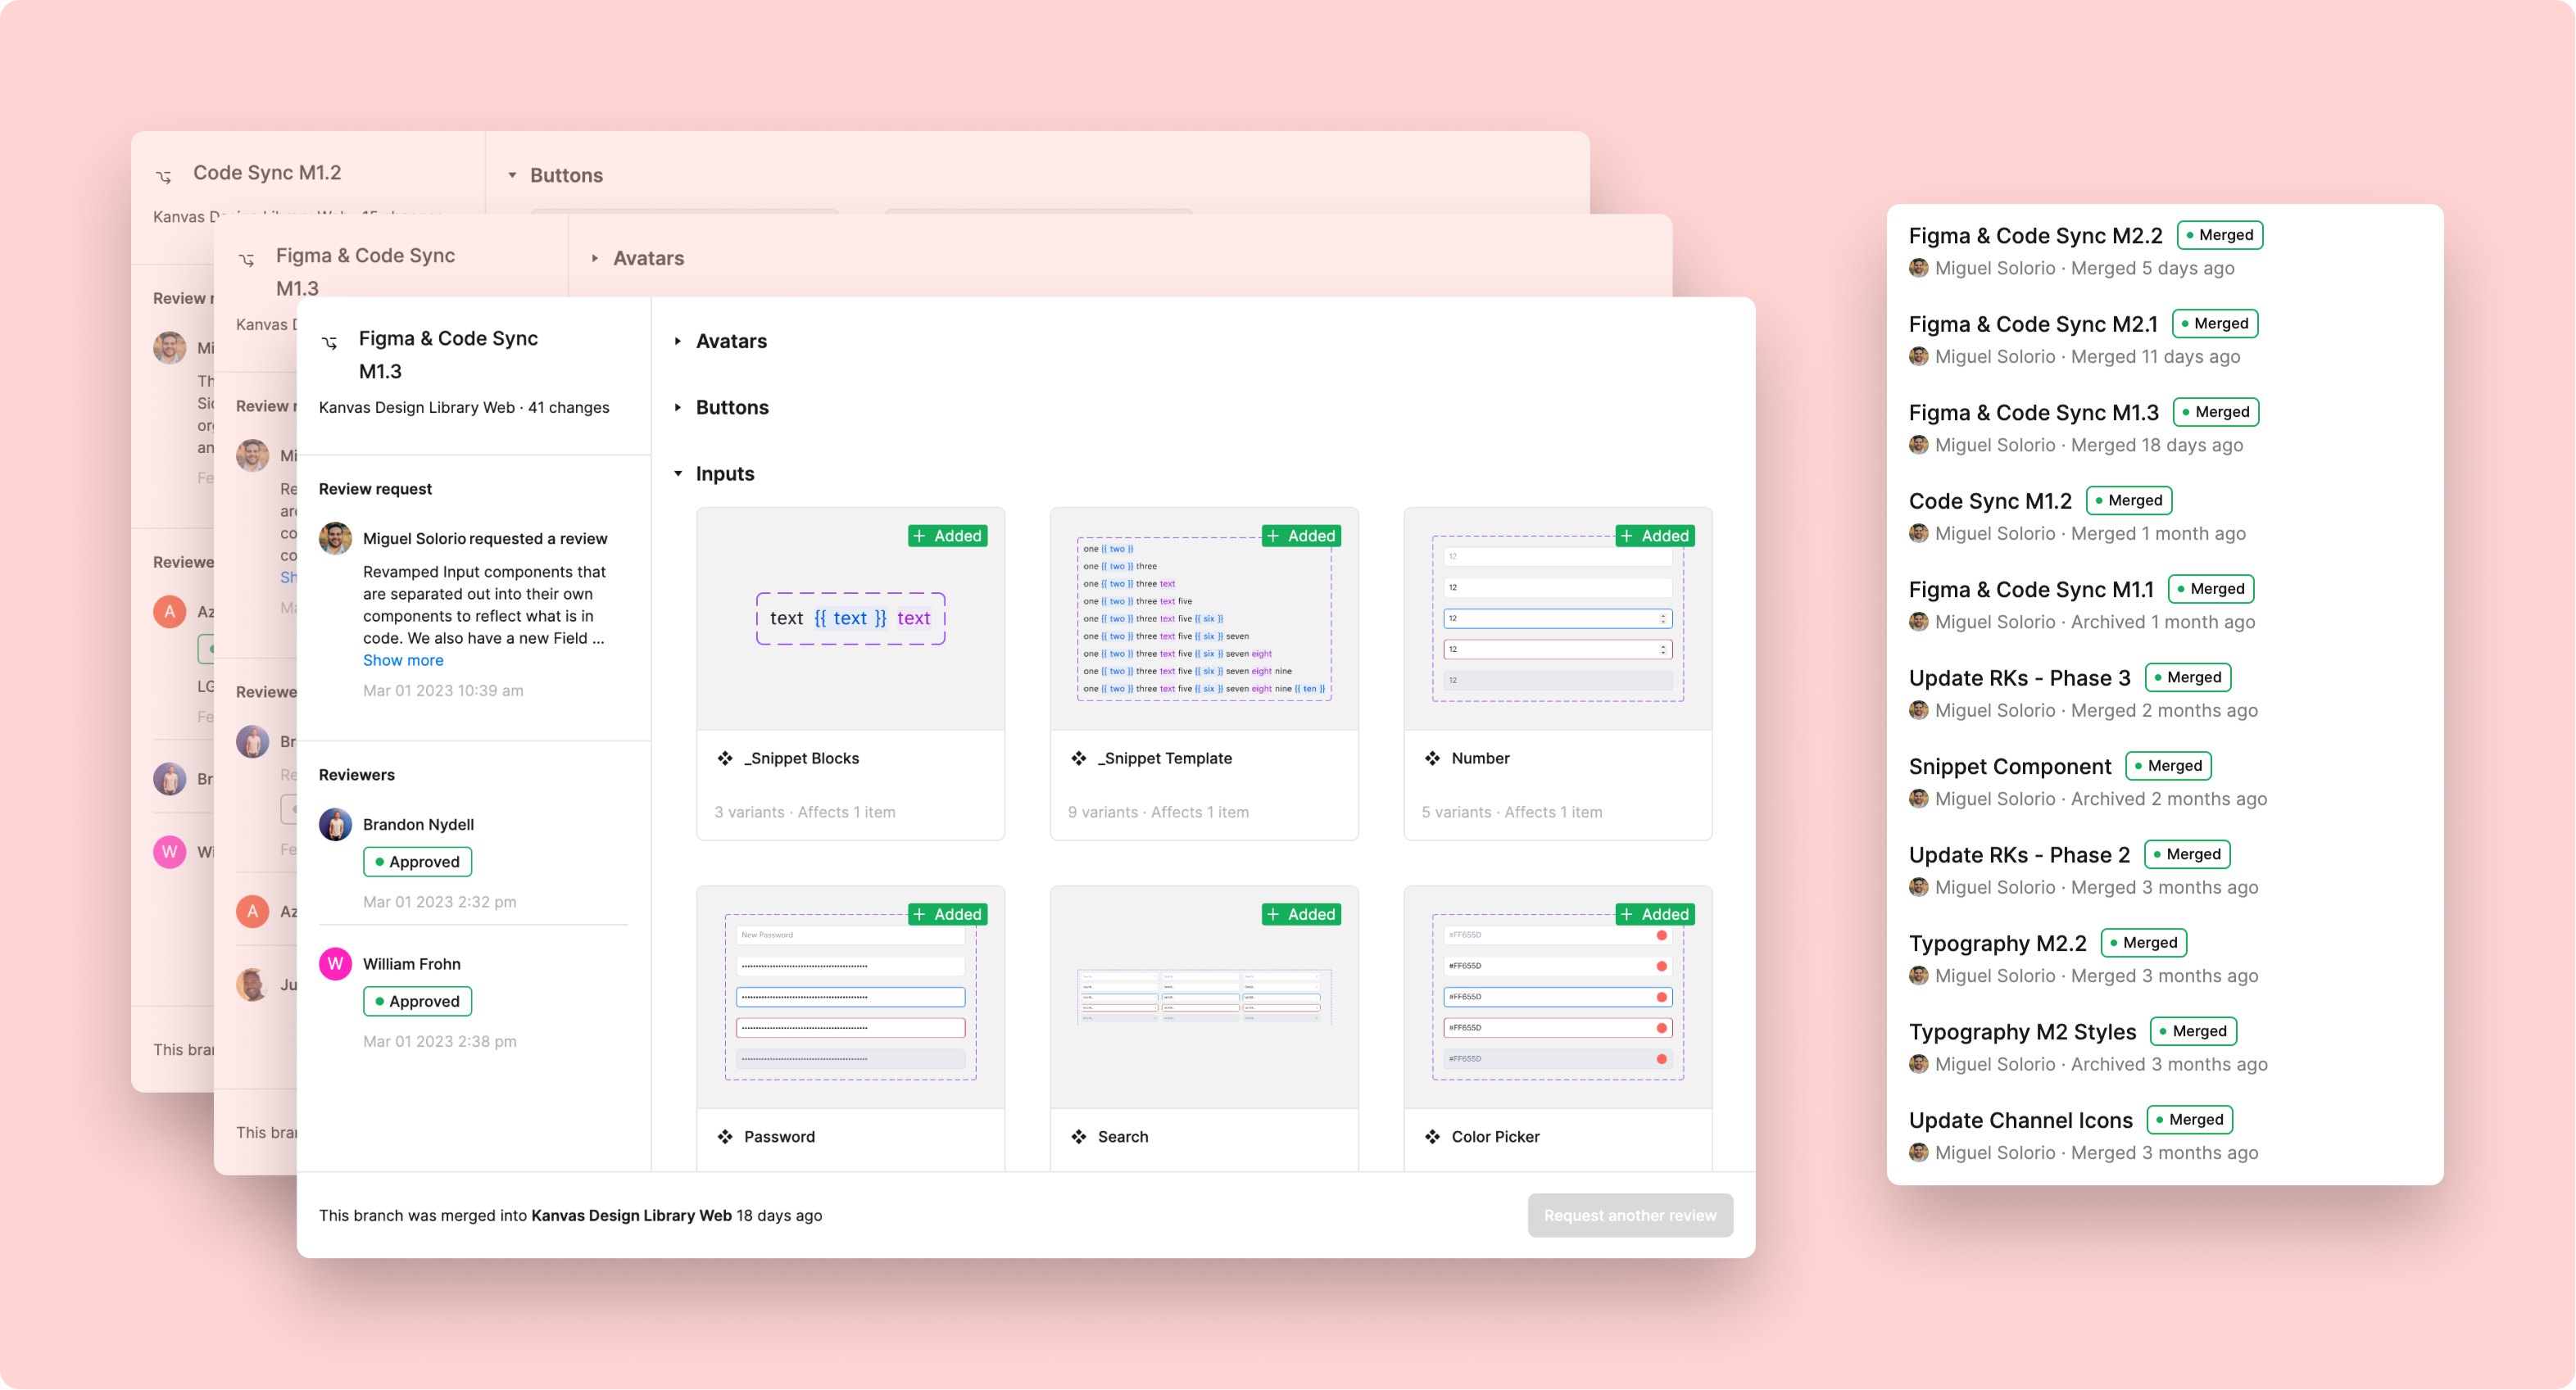 Code Sync M1.2
Buttons
Kanvas D
Review r
Mi
Th
Sid
or
an
Fe
Reviewe
A
Az
LG
Fe
Br
W
Wi
This bran
Figma & Code Sync
M1.3
Avatars
Kanvas D
Review r
Mi
Re
are
co
co
Sh
Ma
Reviewe
Br
Re
Fe
A
Az
Ju
This bran
Figma & Code Sync
M1.3
Kanvas Design Library Web · 41 changes
Review request
Miguel Solorio requested a review
Revamped Input components that
are separated out into their own
components to reflect what is in
code. We also have a new Field ...
Show more
Mar 01 2023 10:39 am
Reviewers
Brandon Nydell
Approved
Mar 01 2023 2:32 pm
W
William Frohn
Approved
Mar 01 2023 2:38 pm
Avatars
Buttons
Inputs
+ Added
text {{ text }} text
_Snippet Blocks
3 variants · Affects 1 item
+ Added
one {{ two }}
one {{ two }} three
one {{ two }} three text
one {{ two }} three text five
one {{ two }} three text five {{ six }}
one {{ two }} three text five {{ six }} seven
one {{ two }} three text five {{ six }} seven eight
one {{ two }} three text five {{ six }} seven eight nine
one {{ two }} three text five {{ six }} seven eight nine {{ ten }}
_Snippet Template
9 variants · Affects 1 item
+ Added
12
12
12
12
12
Number
5 variants · Affects 1 item
+ Added
New Password
Password
+ Added
Search
+ Added
#FF655D
#FF655D
#FF655D
#FF655D
#FF655D
Color Picker
This branch was merged into Kanvas Design Library Web 18 days ago
Request another review
Figma & Code Sync M2.2 Merged
Miguel Solorio · Merged 5 days ago
Figma & Code Sync M2.1 Merged
Miguel Solorio · Merged 11 days ago
Figma & Code Sync M1.3 Merged
Miguel Solorio · Merged 18 days ago
Code Sync M1.2 Merged
Miguel Solorio · Merged 1 month ago
Figma & Code Sync M1.1 Merged
Miguel Solorio · Archived 1 month ago
Update RKs - Phase 3 Merged
Miguel Solorio · Merged 2 months ago
Snippet Component Merged
Miguel Solorio · Archived 2 months ago
Update RKs - Phase 2 Merged
Miguel Solorio · Merged 3 months ago
Typography M2.2 Merged
Miguel Solorio · Merged 3 months ago
Typography M2 Styles Merged
Miguel Solorio · Archived 3 months ago
Update Channel Icons Merged
Miguel Solorio · Merged 3 months ago